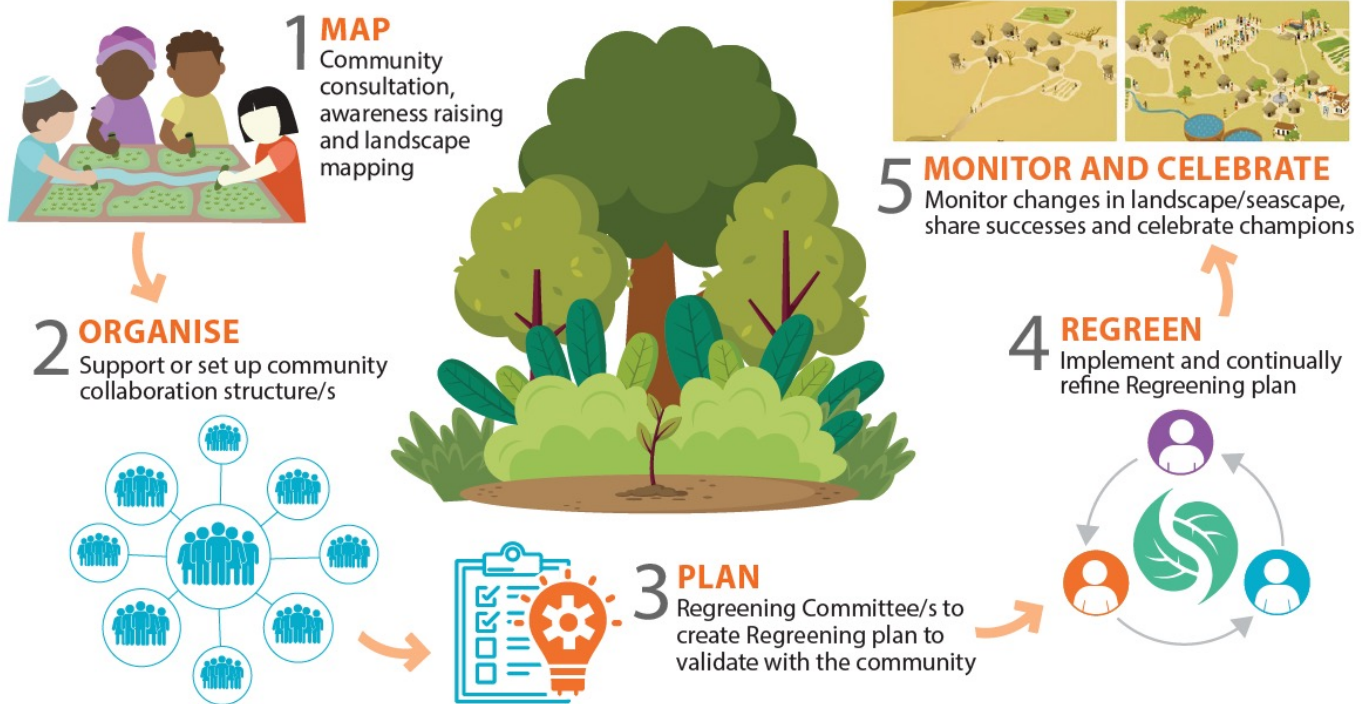 1 MAP
Community
consultation,
awareness raising
and landscape
mapping
2 ORGANISE
Support or set up community
collaboration structure/s
3 PLAN
Regreening Committee/s to
create Regreening plan to
validate with the community
4 REGREEN
Implement and continually
refine Regreening plan
5 MONITOR AND CELEBRATE
Monitor changes in landscape/seascape,
share successes and celebrate champions